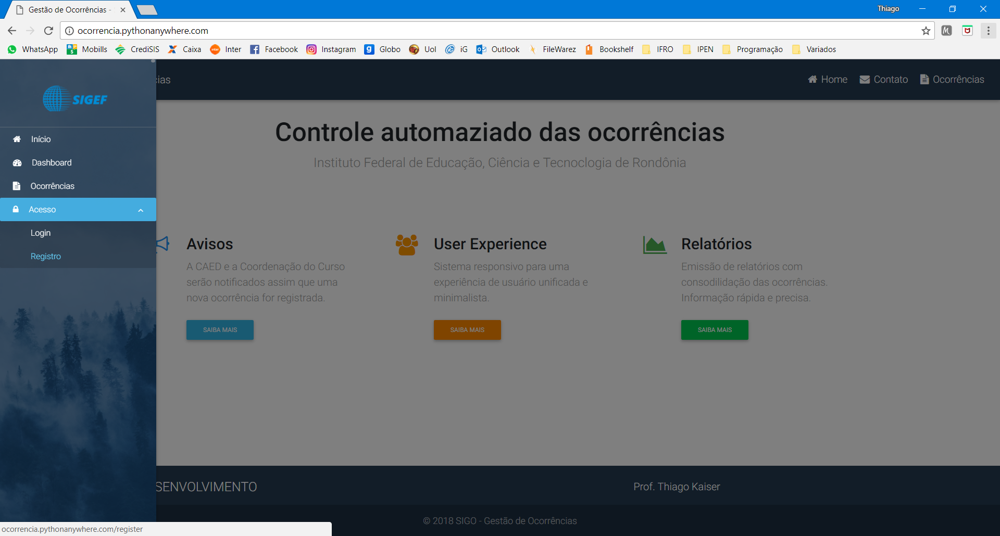 Gestão de Ocorrências -
Thiago
ocorrencia.pythonanywhere.com
WhatsApp Mobills CrediSIS Caixa Inter Facebook Instagram Globo Uol iG Outlook FileWarez Bookshelf IFRO IPEN Programação Variados
SIGEF
Início
Dashboard
Ocorrências
Acesso
Login
Registro
cias
Home Contato Ocorrências
Controle automaziado das ocorrências
Instituto Federal de Educação, Ciência e Tecnoclogia de Rondônia
Avisos
A CAED e a Coordenação do Curso
serão notificados assim que uma
nova ocorrência for registrada.
SAIBA MAIS
User Experience
Sistema responsivo para uma
experiência de usuário unificada e
minimalista.
SAIBA MAIS
Relatórios
Emissão de relatórios com
consodilidação das ocorrências.
Informação rápida e precisa.
SAIBA MAIS
SENVOLVIMENTO
Prof. Thiago Kaiser
© 2018 SIGO - Gestão de Ocorrências
ocorrencia.pythonanywhere.com/register